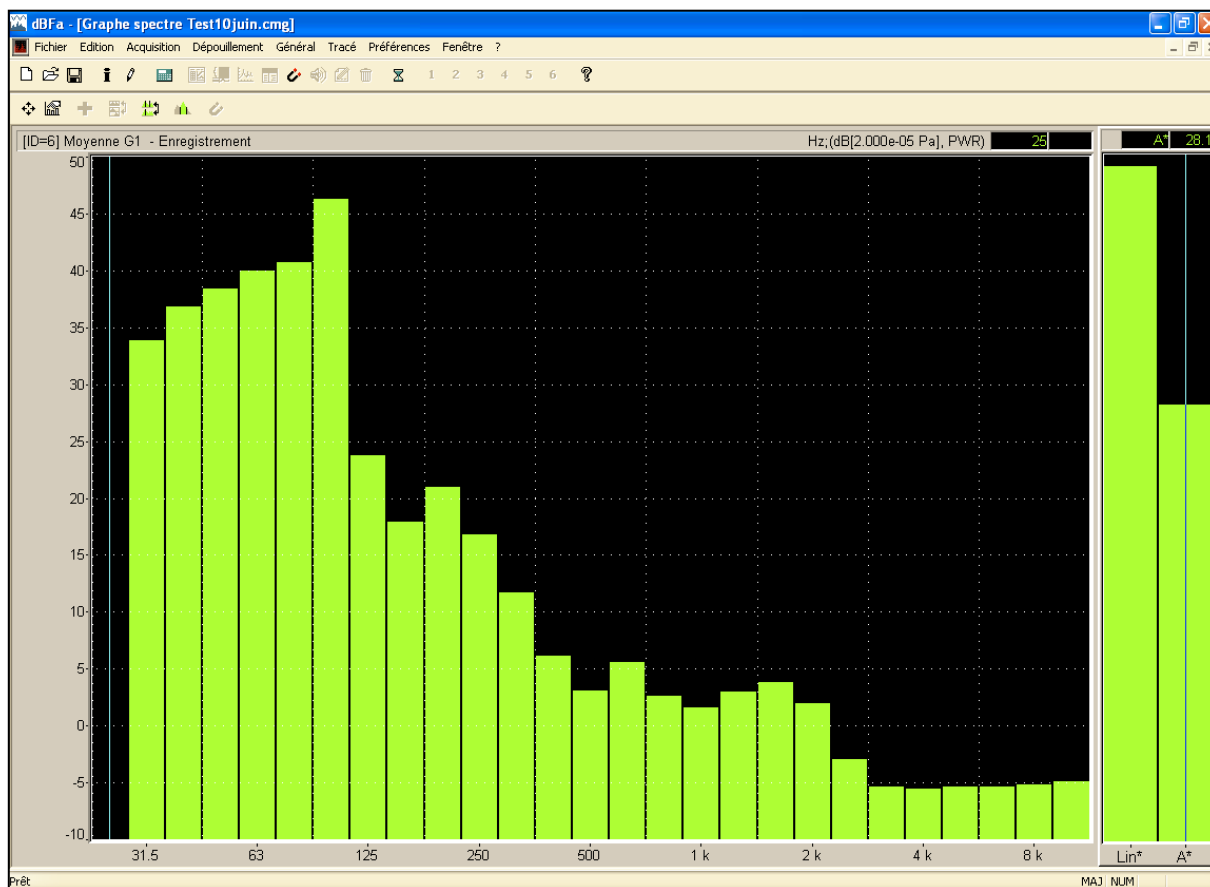 dBFa - [Graphe spectre Test10juin.cmg]
Fichier Edition Acquisition Dépouillement Général Tracé Préférences Fenêtre ?
1 2 3 4 5 6
[ID=6] Moyenne G1 - Enregistrement Hz;(dB[2.000e-05 Pa], PWR) 25 A* 28.1
50
45
40
35
30
25
20
15
10
5
0
-5
-10
31.5 63 125 250 500 1 k 2 k 4 k 8 k Lin* A*
Prêt MAJ NUM